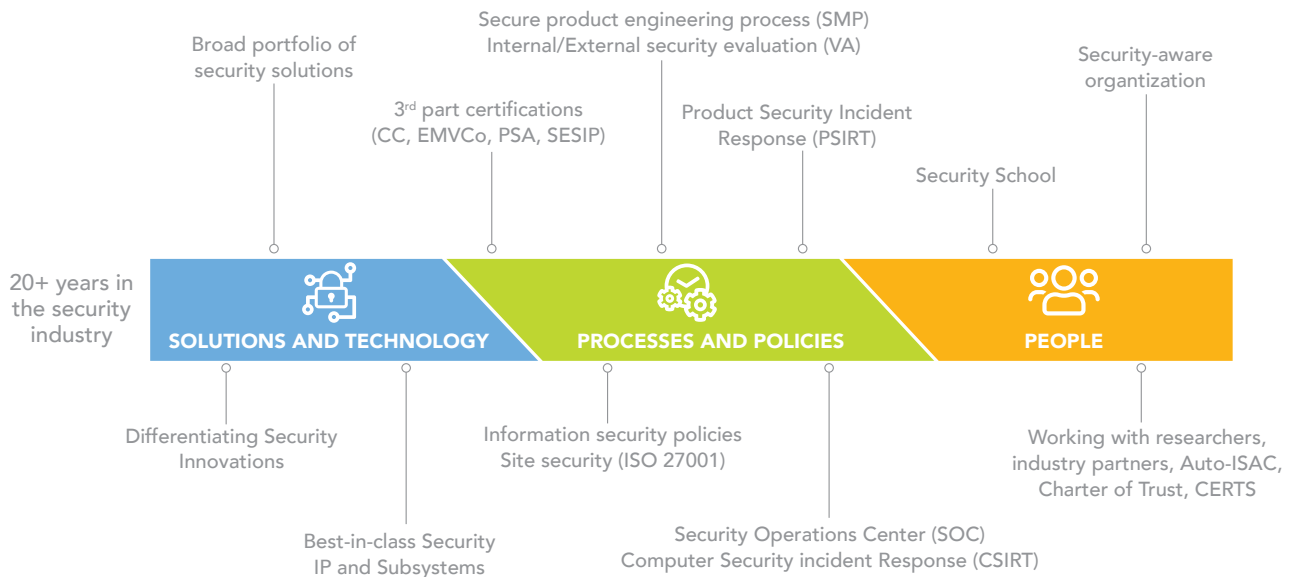 Secure product engineering process (SMP)
Internal/External security evaluation (VA)
Broad portfolio of
security solutions
Security-aware
organtization
3rd part certifications
(CC, EMVCo, PSA, SESIP)
Product Security Incident
Response (PSIRT)
Security School
20+ years in
the security
industry
SOLUTIONS AND TECHNOLOGY
PROCESSES AND POLICIES
PEOPLE
Differentiating Security
Innovations
Information security policies
Site security (ISO 27001)
Working with researchers,
industry partners, Auto-ISAC,
Charter of Trust, CERTS
Best-in-class Security
IP and Subsystems
Security Operations Center (SOC)
Computer Security incident Response (CSIRT)